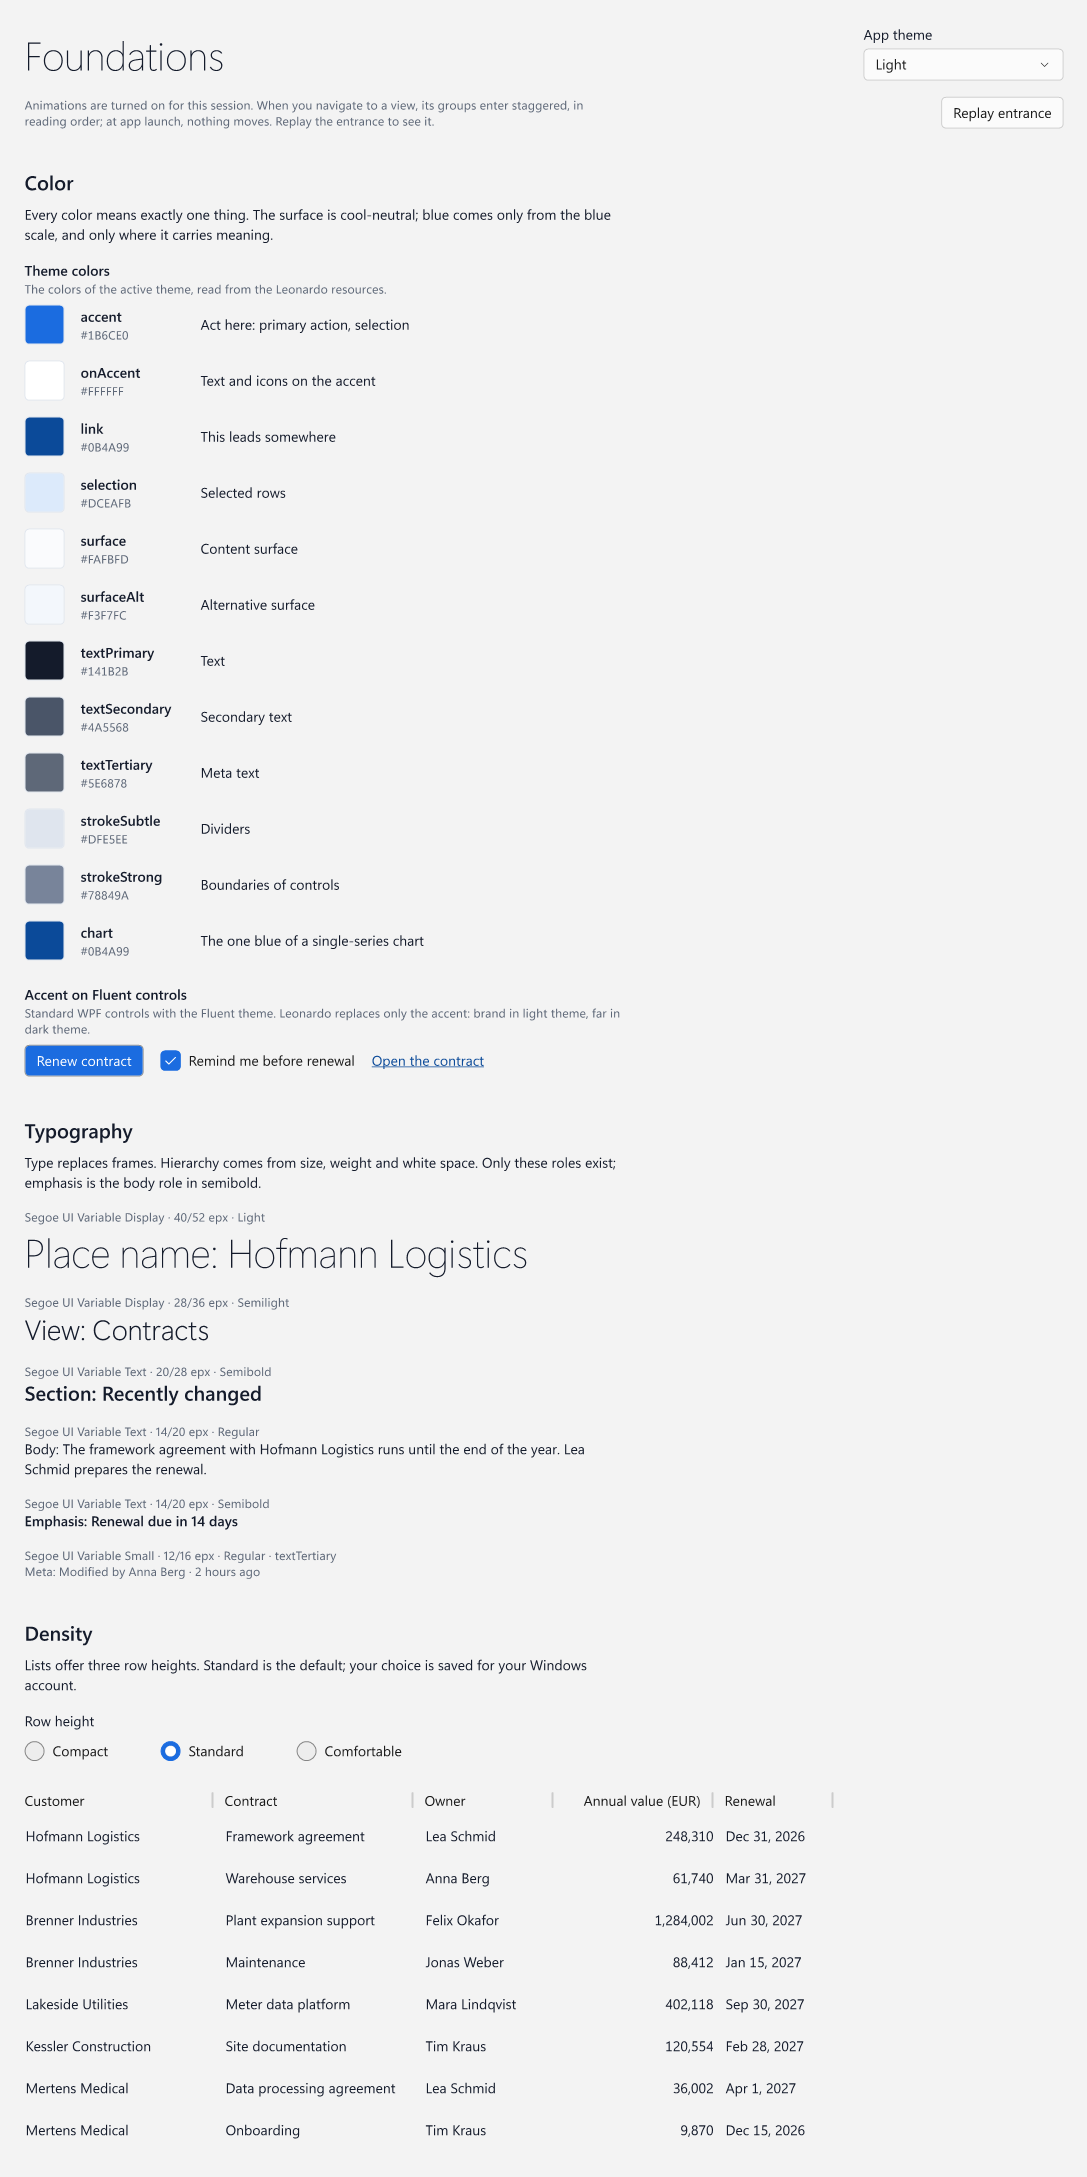 Foundations
App theme
Light
Animations are turned on for this session. When you navigate to a view, its groups enter staggered, in
reading order; at app launch, nothing moves. Replay the entrance to see it.
Replay entrance
Color
Every color means exactly one thing. The surface is cool-neutral; blue comes only from the blue
scale, and only where it carries meaning.
Theme colors
The colors of the active theme, read from the Leonardo resources.
accent
#1B6CE0
Act here: primary action, selection
onAccent
#FFFFFF
Text and icons on the accent
link
#0B4A99
This leads somewhere
selection
#DCEAFB
Selected rows
surface
#FAFBFD
Content surface
surfaceAlt
#F3F7FC
Alternative surface
textPrimary
#141B2B
Text
textSecondary
#4A5568
Secondary text
textTertiary
#5E6878
Meta text
strokeSubtle
#DFE5EE
Dividers
strokeStrong
#78849A
Boundaries of controls
chart
#0B4A99
The one blue of a single-series chart
Accent on Fluent controls
Standard WPF controls with the Fluent theme. Leonardo replaces only the accent: brand in light theme, far in
dark theme.
Renew contract
Remind me before renewal
Open the contract
Typography
Type replaces frames. Hierarchy comes from size, weight and white space. Only these roles exist;
emphasis is the body role in semibold.
Segoe UI Variable Display · 40/52 epx · Light
Place name: Hofmann Logistics
Segoe UI Variable Display · 28/36 epx · Semilight
View: Contracts
Segoe UI Variable Text · 20/28 epx · Semibold
Section: Recently changed
Segoe UI Variable Text · 14/20 epx · Regular
Body: The framework agreement with Hofmann Logistics runs until the end of the year. Lea
Schmid prepares the renewal.
Segoe UI Variable Text · 14/20 epx · Semibold
Emphasis: Renewal due in 14 days
Segoe UI Variable Small · 12/16 epx · Regular · textTertiary
Meta: Modified by Anna Berg · 2 hours ago
Density
Lists offer three row heights. Standard is the default; your choice is saved for your Windows
account.
Row height
Compact Standard Comfortable
Customer Contract Owner Annual value (EUR) Renewal
Hofmann Logistics Framework agreement Lea Schmid 248,310 Dec 31, 2026
Hofmann Logistics Warehouse services Anna Berg 61,740 Mar 31, 2027
Brenner Industries Plant expansion support Felix Okafor 1,284,002 Jun 30, 2027
Brenner Industries Maintenance Jonas Weber 88,412 Jan 15, 2027
Lakeside Utilities Meter data platform Mara Lindqvist 402,118 Sep 30, 2027
Kessler Construction Site documentation Tim Kraus 120,554 Feb 28, 2027
Mertens Medical Data processing agreement Lea Schmid 36,002 Apr 1, 2027
Mertens Medical Onboarding Tim Kraus 9,870 Dec 15, 2026